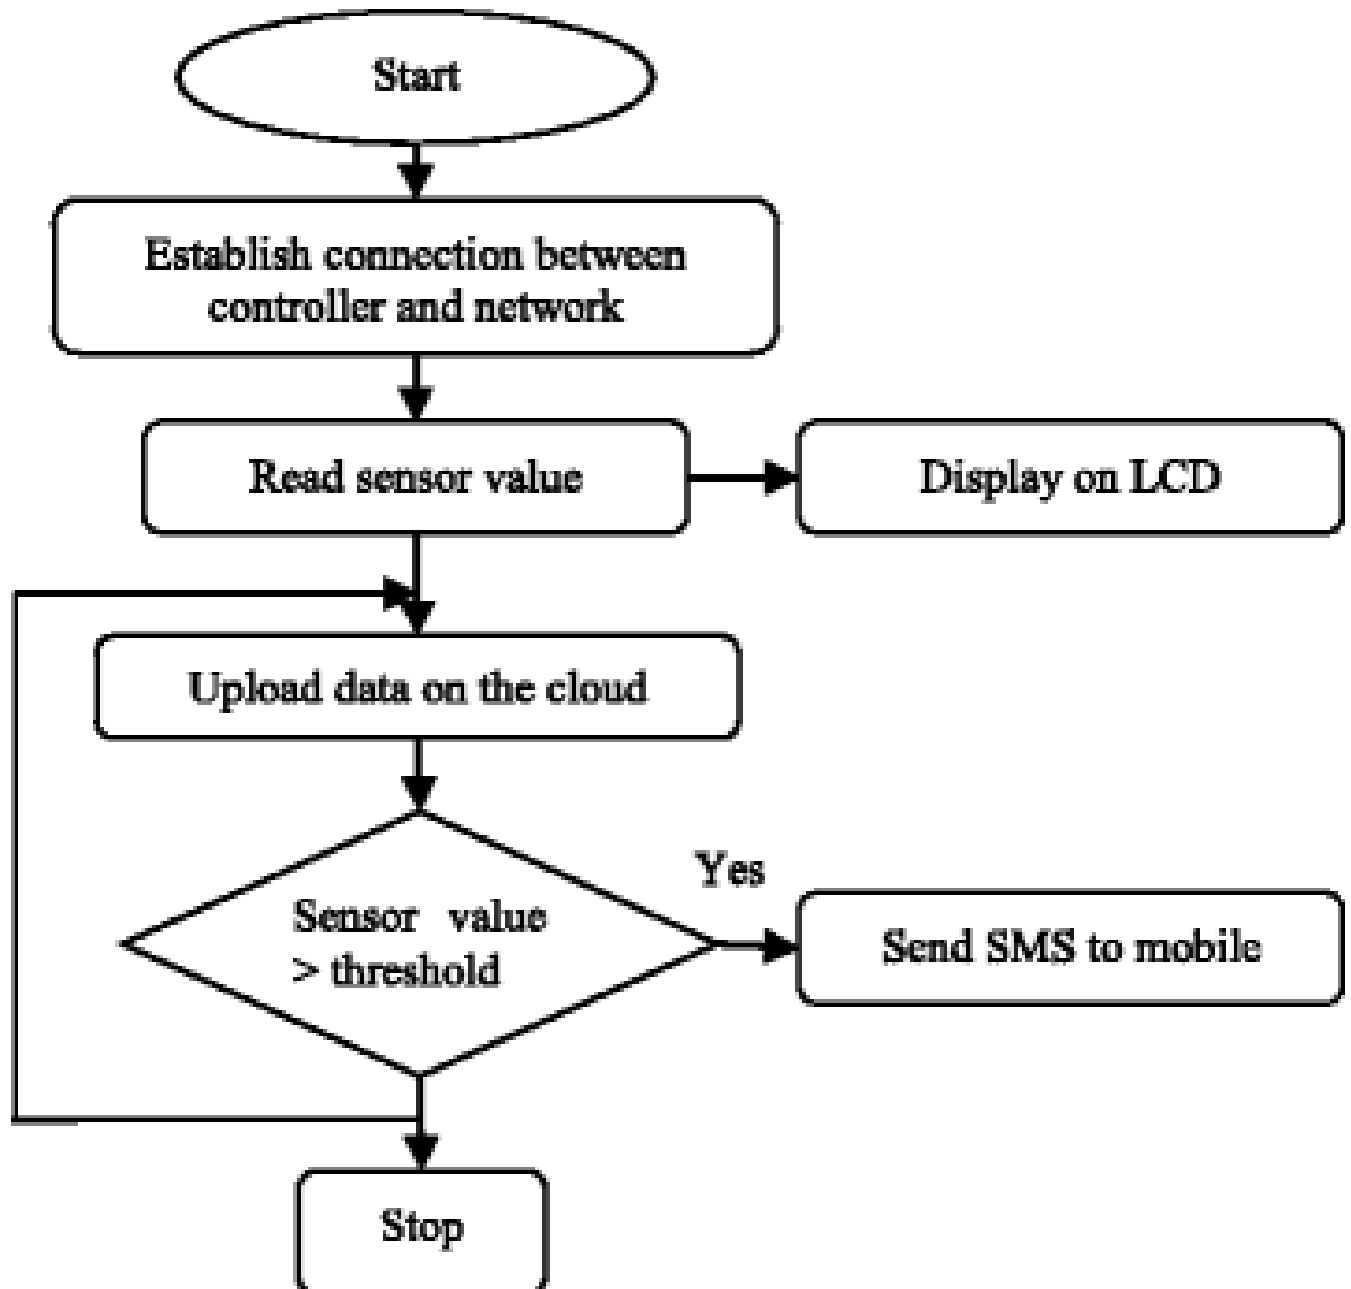 Start
Establish connection between
controller and network
Read sensor value
Display on LCD
Upload data on the cloud
Yes
Sensor value
> threshold
Send SMS to mobile
Stop